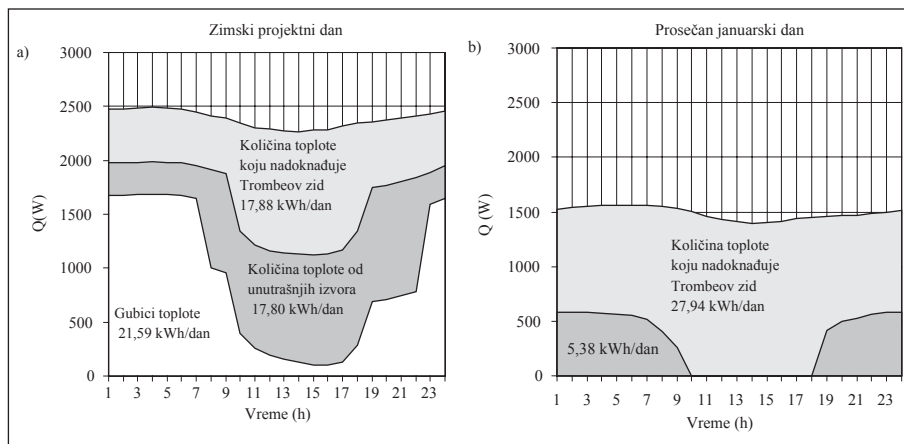 Zimski projektni dan
a)
3000
2500
2000
1500
1000
500
0
Q(W)
Količina toplote
koju nadoknađuje
Trombeov zid
17,88 kWh/dan
Količina toplote od
unutrašnjih izvora
17,80 kWh/dan
Gubici toplote
21,59 kWh/dan
1 3 5 7 9 11 13 15 17 19 21 23
Vreme (h)
Prosečan januarski dan
b)
3000
2500
2000
1500
1000
500
0
Q (W)
Količina toplote
koju nadoknađuje
Trombeov zid
27,94 kWh/dan
5,38 kWh/dan
1 3 5 7 9 11 13 15 17 19 21 23
Vreme (h)